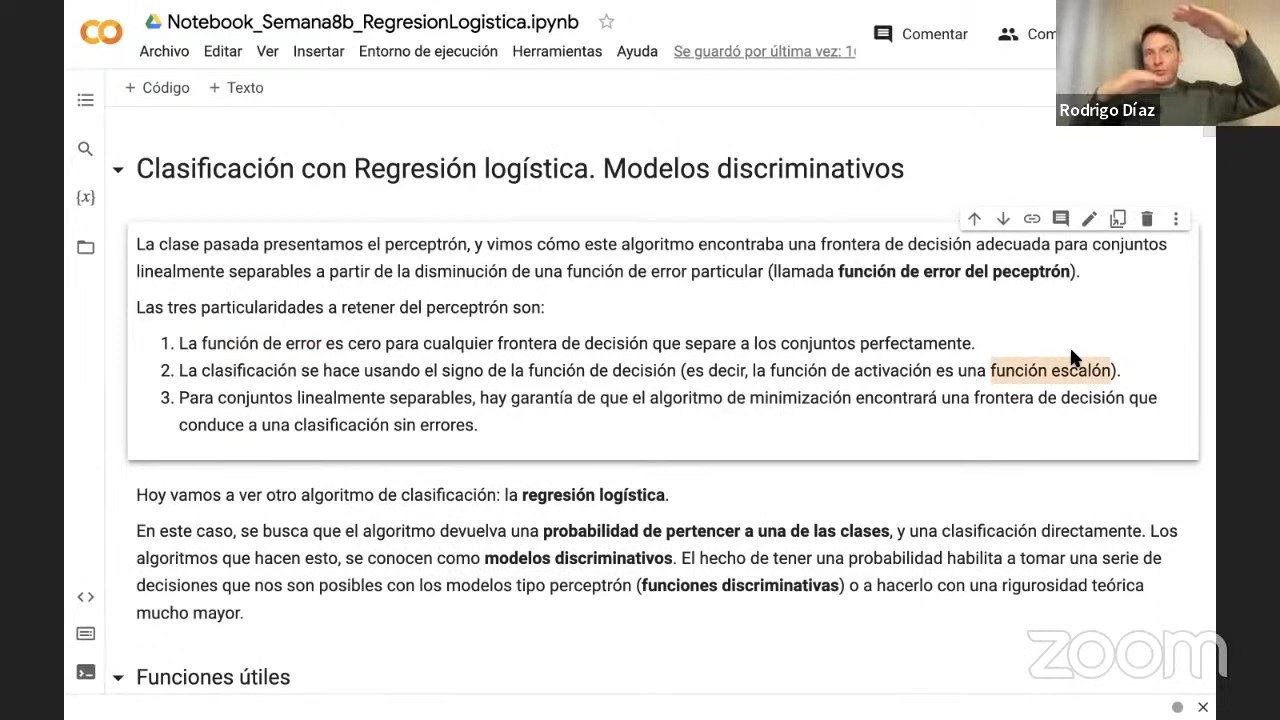 Notebook_Semana8b_RegresionLogistica.ipynb
Archivo Editar Ver Insertar Entorno de ejecución Herramientas Ayuda Se guardó por última vez: 16
Comentar Com
Rodrigo Díaz
+ Código + Texto
Clasificación con Regresión logística. Modelos discriminativos
La clase pasada presentamos el perceptrón, y vimos cómo este algoritmo encontraba una frontera de decisión adecuada para conjuntos
linealmente separables a partir de la disminución de una función de error particular (llamada función de error del peceptrón).
Las tres particularidades a retener del perceptrón son:
1. La función de error es cero para cualquier frontera de decisión que separe a los conjuntos perfectamente.
2. La clasificación se hace usando el signo de la función de decisión (es decir, la función de activación es una función escalón).
3. Para conjuntos linealmente separables, hay garantía de que el algoritmo de minimización encontrará una frontera de decisión que
conduce a una clasificación sin errores.
Hoy vamos a ver otro algoritmo de clasificación: la regresión logística.
En este caso, se busca que el algoritmo devuelva una probabilidad de pertencer a una de las clases, y una clasificación directamente. Los
algoritmos que hacen esto, se conocen como modelos discriminativos. El hecho de tener una probabilidad habilita a tomar una serie de
decisiones que nos son posibles con los modelos tipo perceptrón (funciones discriminativas) o a hacerlo con una rigurosidad teórica
mucho mayor.
Funciones útiles
zoom